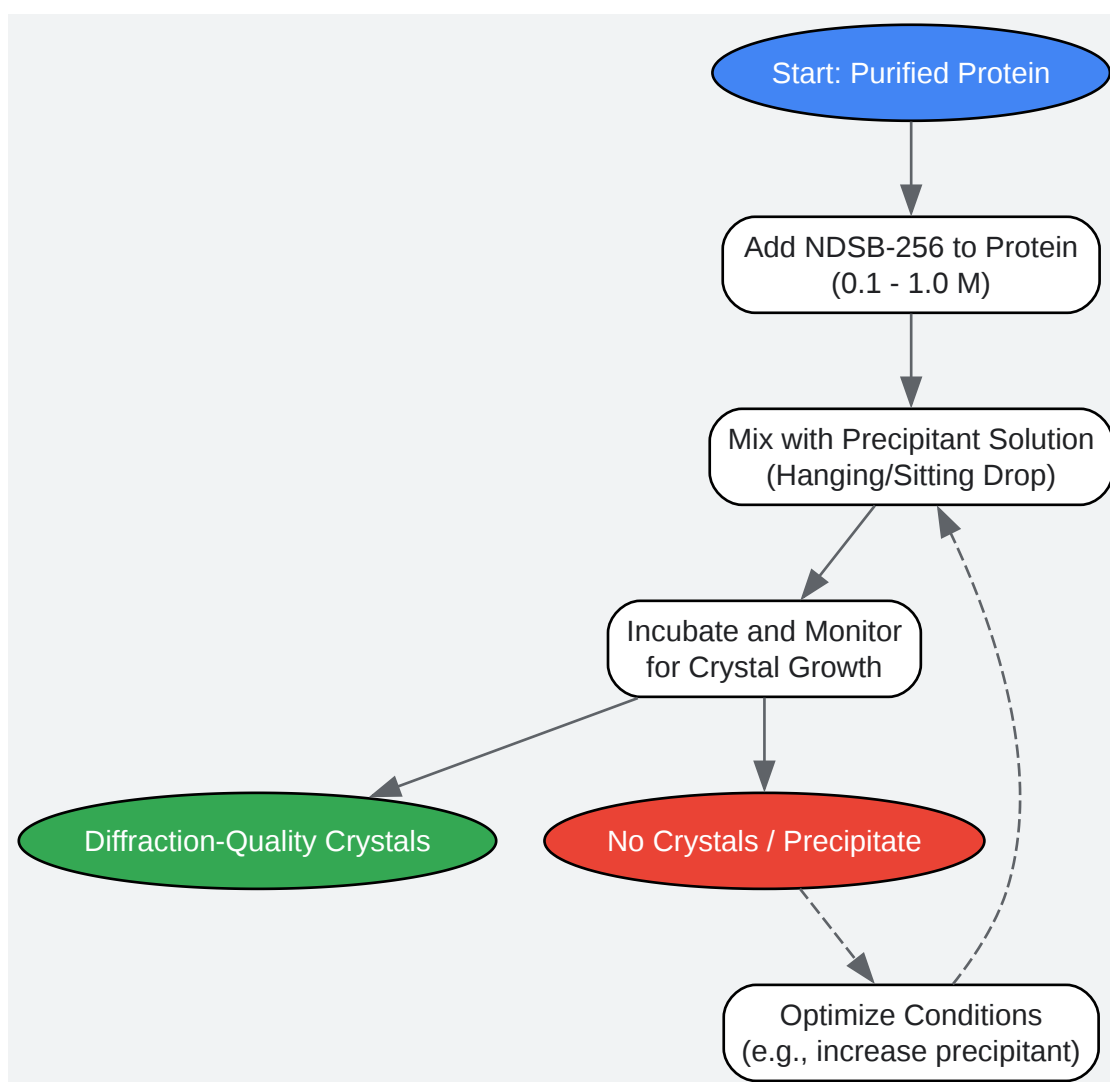 Start: Purified Protein
Add NDSB-256 to Protein
(0.1 - 1.0 M)
Mix with Precipitant Solution
(Hanging/Sitting Drop)
Incubate and Monitor
for Crystal Growth
Diffraction-Quality Crystals
No Crystals / Precipitate
Optimize Conditions
(e.g., increase precipitant)